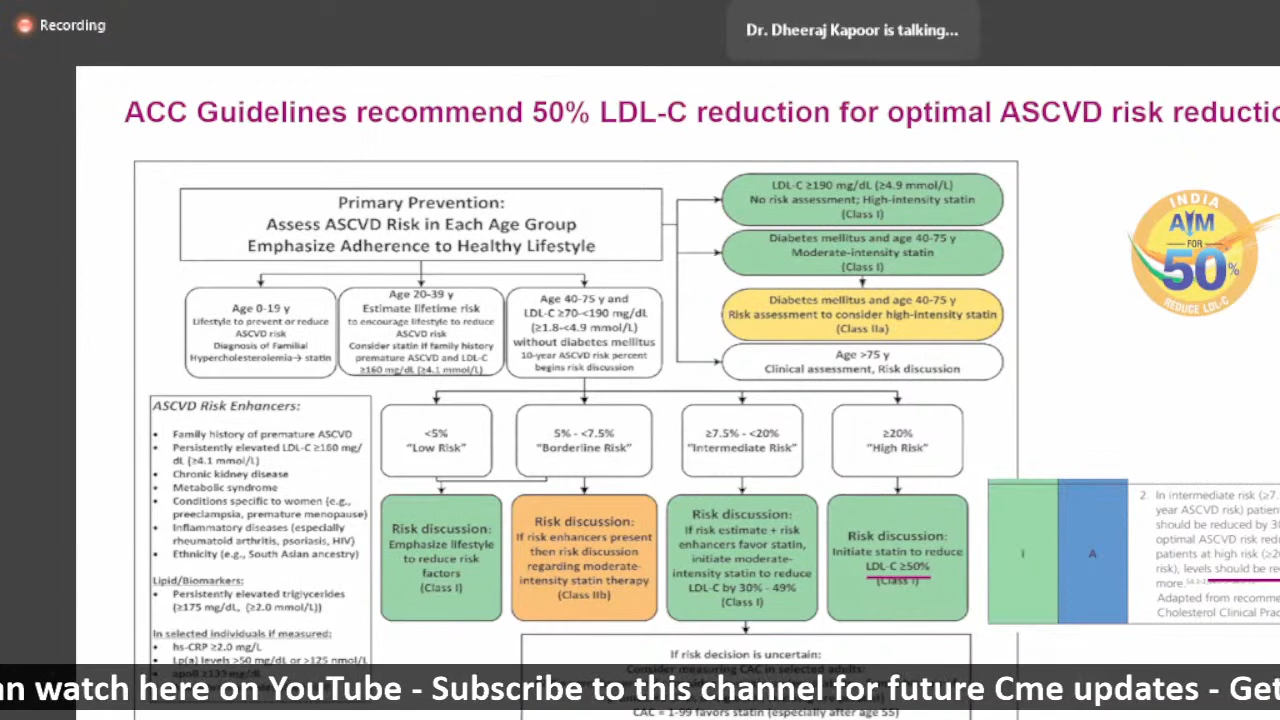 Recording
Dr. Dheeraj Kapoor is talking...
ACC Guidelines recommend 50% LDL-C reduction for optimal ASCVD risk reductio
Primary Prevention:
Assess ASCVD Risk in Each Age Group
Emphasize Adherence to Healthy Lifestyle
LDL-C ≥190 mg/dL (≥4.9 mmol/L)
No risk assessment; High-intensity statin
(Class I)
Diabetes mellitus and age 40-75 y
Moderate-intensity statin
(Class I)
Diabetes mellitus and age 40-75 y
Risk assessment to consider high-intensity statin
(Class IIa)
Age >75 y
Clinical assessment, Risk discussion
INDIA
AIM
FOR
50%
REDUCE LDL-C
Age 0-19 y
Lifestyle to prevent or reduce
ASCVD risk
Diagnosis of Familial
Hypercholesterolemia→ statin
Age 20-39 y
Estimate lifetime risk
to encourage lifestyle to reduce
ASCVD risk
Consider statin if family history
premature ASCVD and LDL-C
≥160 mg/dL (≥4.1 mmol/L)
Age 40-75 y and
LDL-C ≥70-<190 mg/dL
(≥1.8-<4.9 mmol/L)
without diabetes mellitus
10-year ASCVD risk percent
begins risk discussion
<5%
"Low Risk"
5% - <7.5%
"Borderline Risk"
≥7.5% - <20%
"Intermediate Risk"
≥20%
"High Risk"
ASCVD Risk Enhancers:
• Family history of premature ASCVD
• Persistently elevated LDL-C ≥160 mg/
dL (≥4.1 mmol/L)
• Chronic kidney disease
• Metabolic syndrome
• Conditions specific to women (e.g.,
preeclampsia, premature menopause)
• Inflammatory diseases (especially
rheumatoid arthritis, psoriasis, HIV)
• Ethnicity (e.g., South Asian ancestry)
Lipid/Biomarkers:
• Persistently elevated triglycerides
(≥175 mg/dL, (≥2.0 mmol/L))
In selected individuals if measured:
• hs-CRP ≥2.0 mg/L
• Lp(a) levels >50 mg/dL or >125 nmol/L
• apoB ≥130 mg/dL
Risk discussion:
Emphasize lifestyle
to reduce risk
factors
(Class I)
Risk discussion:
If risk enhancers present
then risk discussion
regarding moderate-
intensity statin therapy
(Class IIb)
Risk discussion:
If risk estimate + risk
enhancers favor statin,
initiate moderate-
intensity statin to reduce
LDL-C by 30% - 49%
(Class I)
Risk discussion:
Initiate statin to reduce
LDL-C ≥50%
(Class I)
I
A
2. In intermediate risk (≥7.
year ASCVD risk) patien
should be reduced by 30
optimal ASCVD risk redu
patients at high risk (≥2
risk), levels should be re
more.
Adapted from recomme
Cholesterol Clinical Prac
If risk decision is uncertain:
Consider measuring CAC in selected adults:
CAC = 1-99 favors statin (especially after age 55)
an watch here on YouTube - Subscribe to this channel for future Cme updates - Get